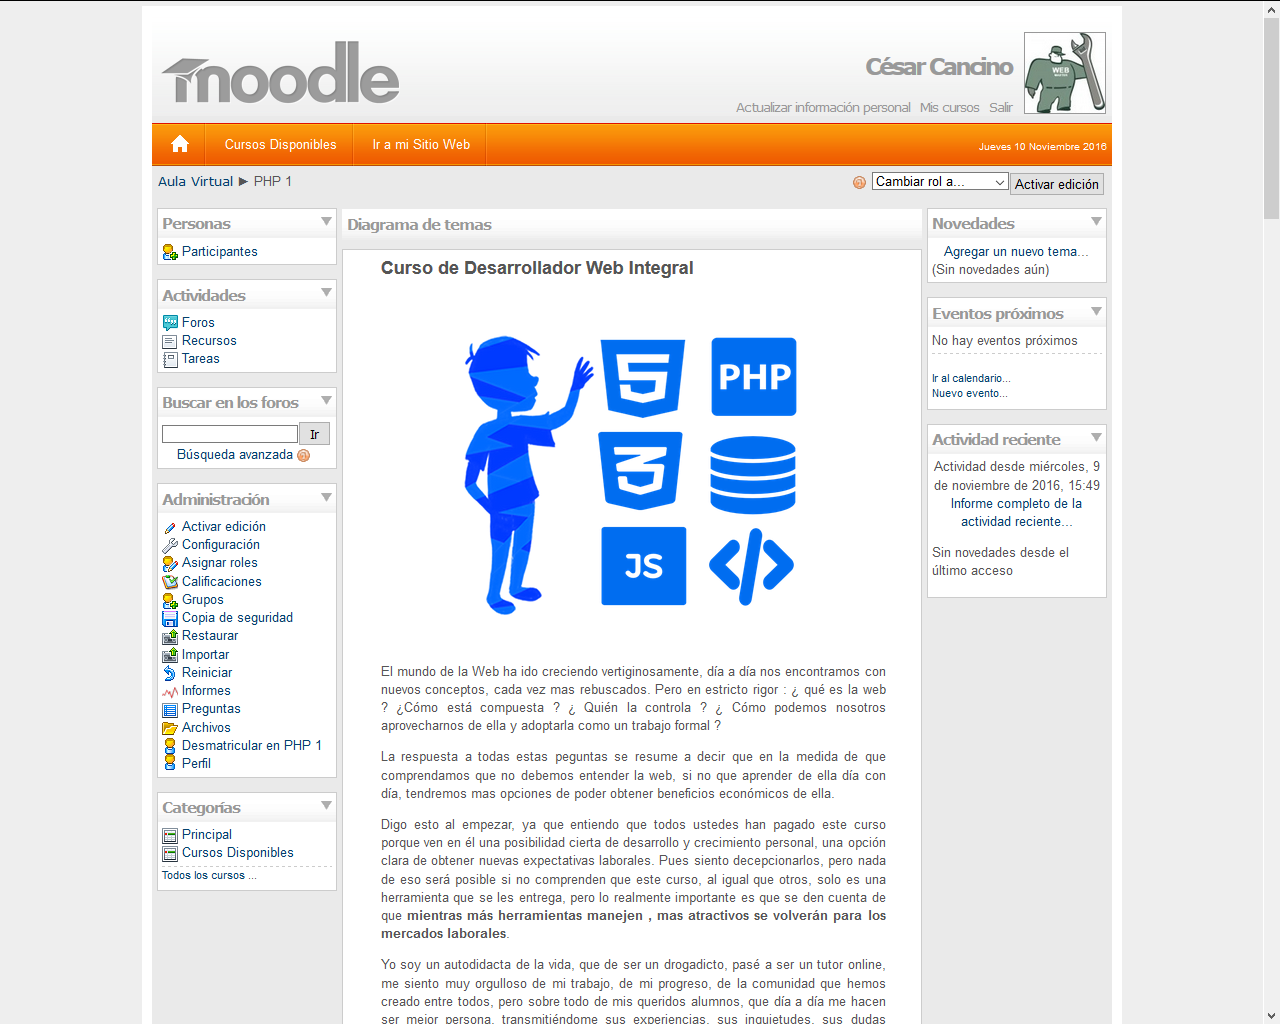 moodle
César Cancino
WEB
MASTER
Actualizar información personal Mis cursos Salir
Cursos Disponibles Ir a mi Sitio Web Jueves 10 Noviembre 2016
Aula Virtual ► PHP 1
Cambiar rol a...
Activar edición
Personas
Participantes
Actividades
Foros
Recursos
Tareas
Buscar en los foros
Ir
Búsqueda avanzada
Administración
Activar edición
Configuración
Asignar roles
Calificaciones
Grupos
Copia de seguridad
Restaurar
Importar
Reiniciar
Informes
Preguntas
Archivos
Desmatricular en PHP 1
Perfil
Categorías
Principal
Cursos Disponibles
Todos los cursos ...
Diagrama de temas
Curso de Desarrollador Web Integral
5
PHP
3
JS
</>
El mundo de la Web ha ido creciendo vertiginosamente, día a día nos encontramos con
nuevos conceptos, cada vez mas rebuscados. Pero en estricto rigor : ¿ qué es la web
? ¿Cómo está compuesta ? ¿ Quién la controla ? ¿ Cómo podemos nosotros
aprovecharnos de ella y adoptarla como un trabajo formal ?
La respuesta a todas estas peguntas se resume a decir que en la medida de que
comprendamos que no debemos entender la web, si no que aprender de ella día con
día, tendremos mas opciones de poder obtener beneficios económicos de ella.
Digo esto al empezar, ya que entiendo que todos ustedes han pagado este curso
porque ven en él una posibilidad cierta de desarrollo y crecimiento personal, una opción
clara de obtener nuevas expectativas laborales. Pues siento decepcionarlos, pero nada
de eso será posible si no comprenden que este curso, al igual que otros, solo es una
herramienta que se les entrega, pero lo realmente importante es que se den cuenta de
que mientras más herramientas manejen , mas atractivos se volverán para los
mercados laborales.
Yo soy un autodidacta de la vida, que de ser un drogadicto, pasé a ser un tutor online,
me siento muy orgulloso de mi trabajo, de mi progreso, de la comunidad que hemos
creado entre todos, pero sobre todo de mis queridos alumnos, que día a día me hacen
ser mejor persona, transmitiéndome sus experiencias, sus inquietudes, sus dudas
Novedades
Agregar un nuevo tema...
(Sin novedades aún)
Eventos próximos
No hay eventos próximos
Ir al calendario...
Nuevo evento...
Actividad reciente
Actividad desde miércoles, 9
de noviembre de 2016, 15:49
Informe completo de la
actividad reciente...
Sin novedades desde el
último acceso